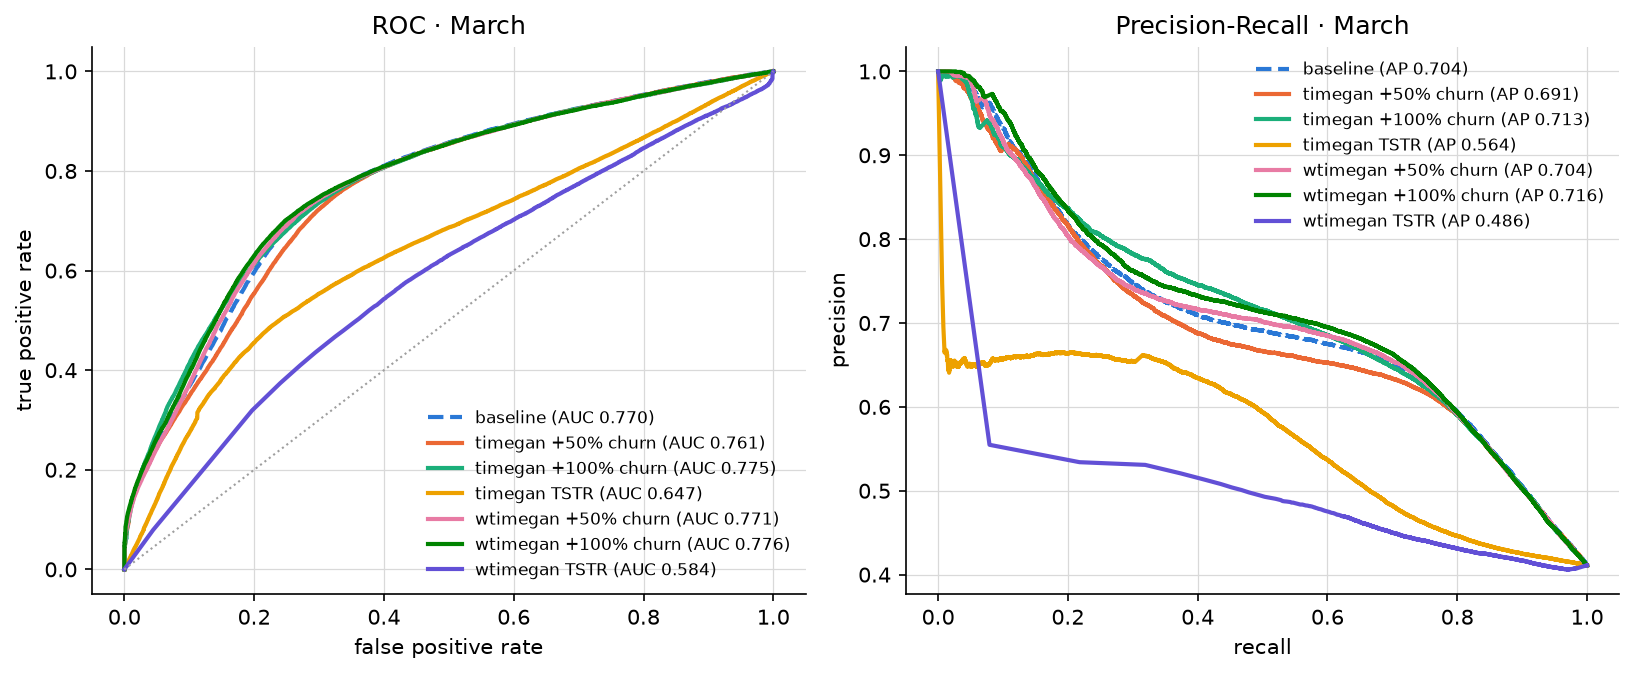 ROC · March
true positive rate
1.0
0.8
0.6
0.4
0.2
0.0
baseline (AUC 0.770)
timegan +50% churn (AUC 0.761)
timegan +100% churn (AUC 0.775)
timegan TSTR (AUC 0.647)
wtimegan +50% churn (AUC 0.771)
wtimegan +100% churn (AUC 0.776)
wtimegan TSTR (AUC 0.584)
0.0 0.2 0.4 0.6 0.8 1.0
false positive rate
Precision-Recall · March
precision
1.0
0.9
0.8
0.7
0.6
0.5
0.4
baseline (AP 0.704)
timegan +50% churn (AP 0.691)
timegan +100% churn (AP 0.713)
timegan TSTR (AP 0.564)
wtimegan +50% churn (AP 0.704)
wtimegan +100% churn (AP 0.716)
wtimegan TSTR (AP 0.486)
0.0 0.2 0.4 0.6 0.8 1.0
recall